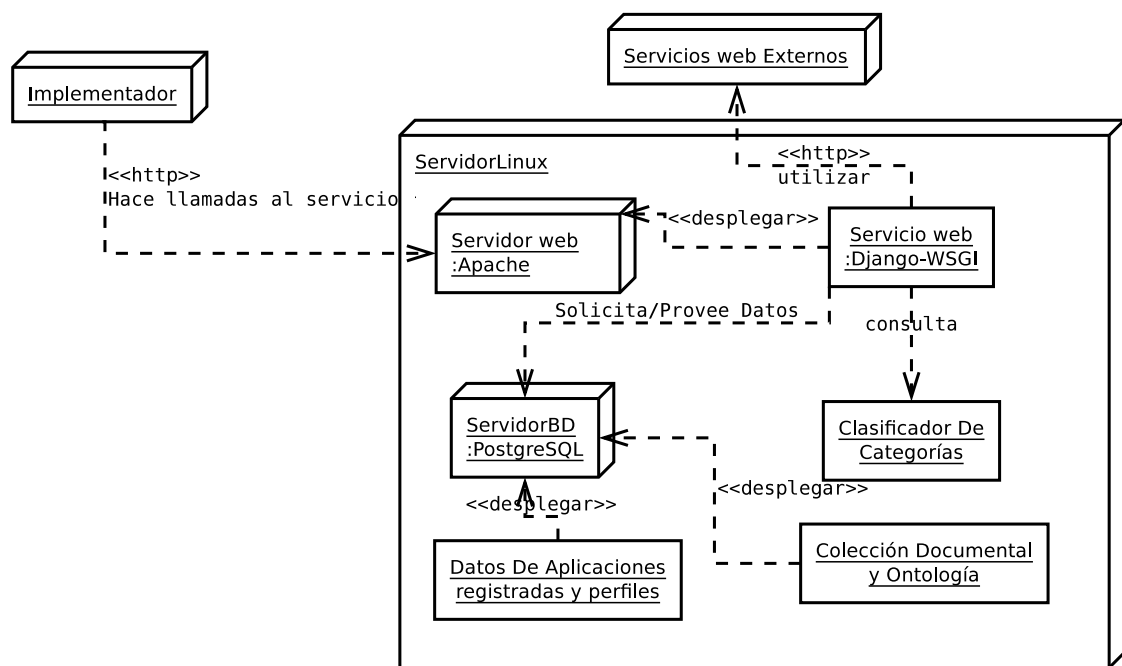 Servicios web Externos
Implementador
<<http>>
utilizar
ServidorLinux
<<http>>
Hace llamadas al servicio
<<desplegar>>
Servidor web
:Apache
Servicio web
:Django-WSGI
Solicita/Provee Datos
consulta
ServidorBD
:PostgreSQL
Clasificador De
Categorías
<<desplegar>>
<<desplegar>>
Datos De Aplicaciones
registradas y perfiles
Colección Documental
y Ontología